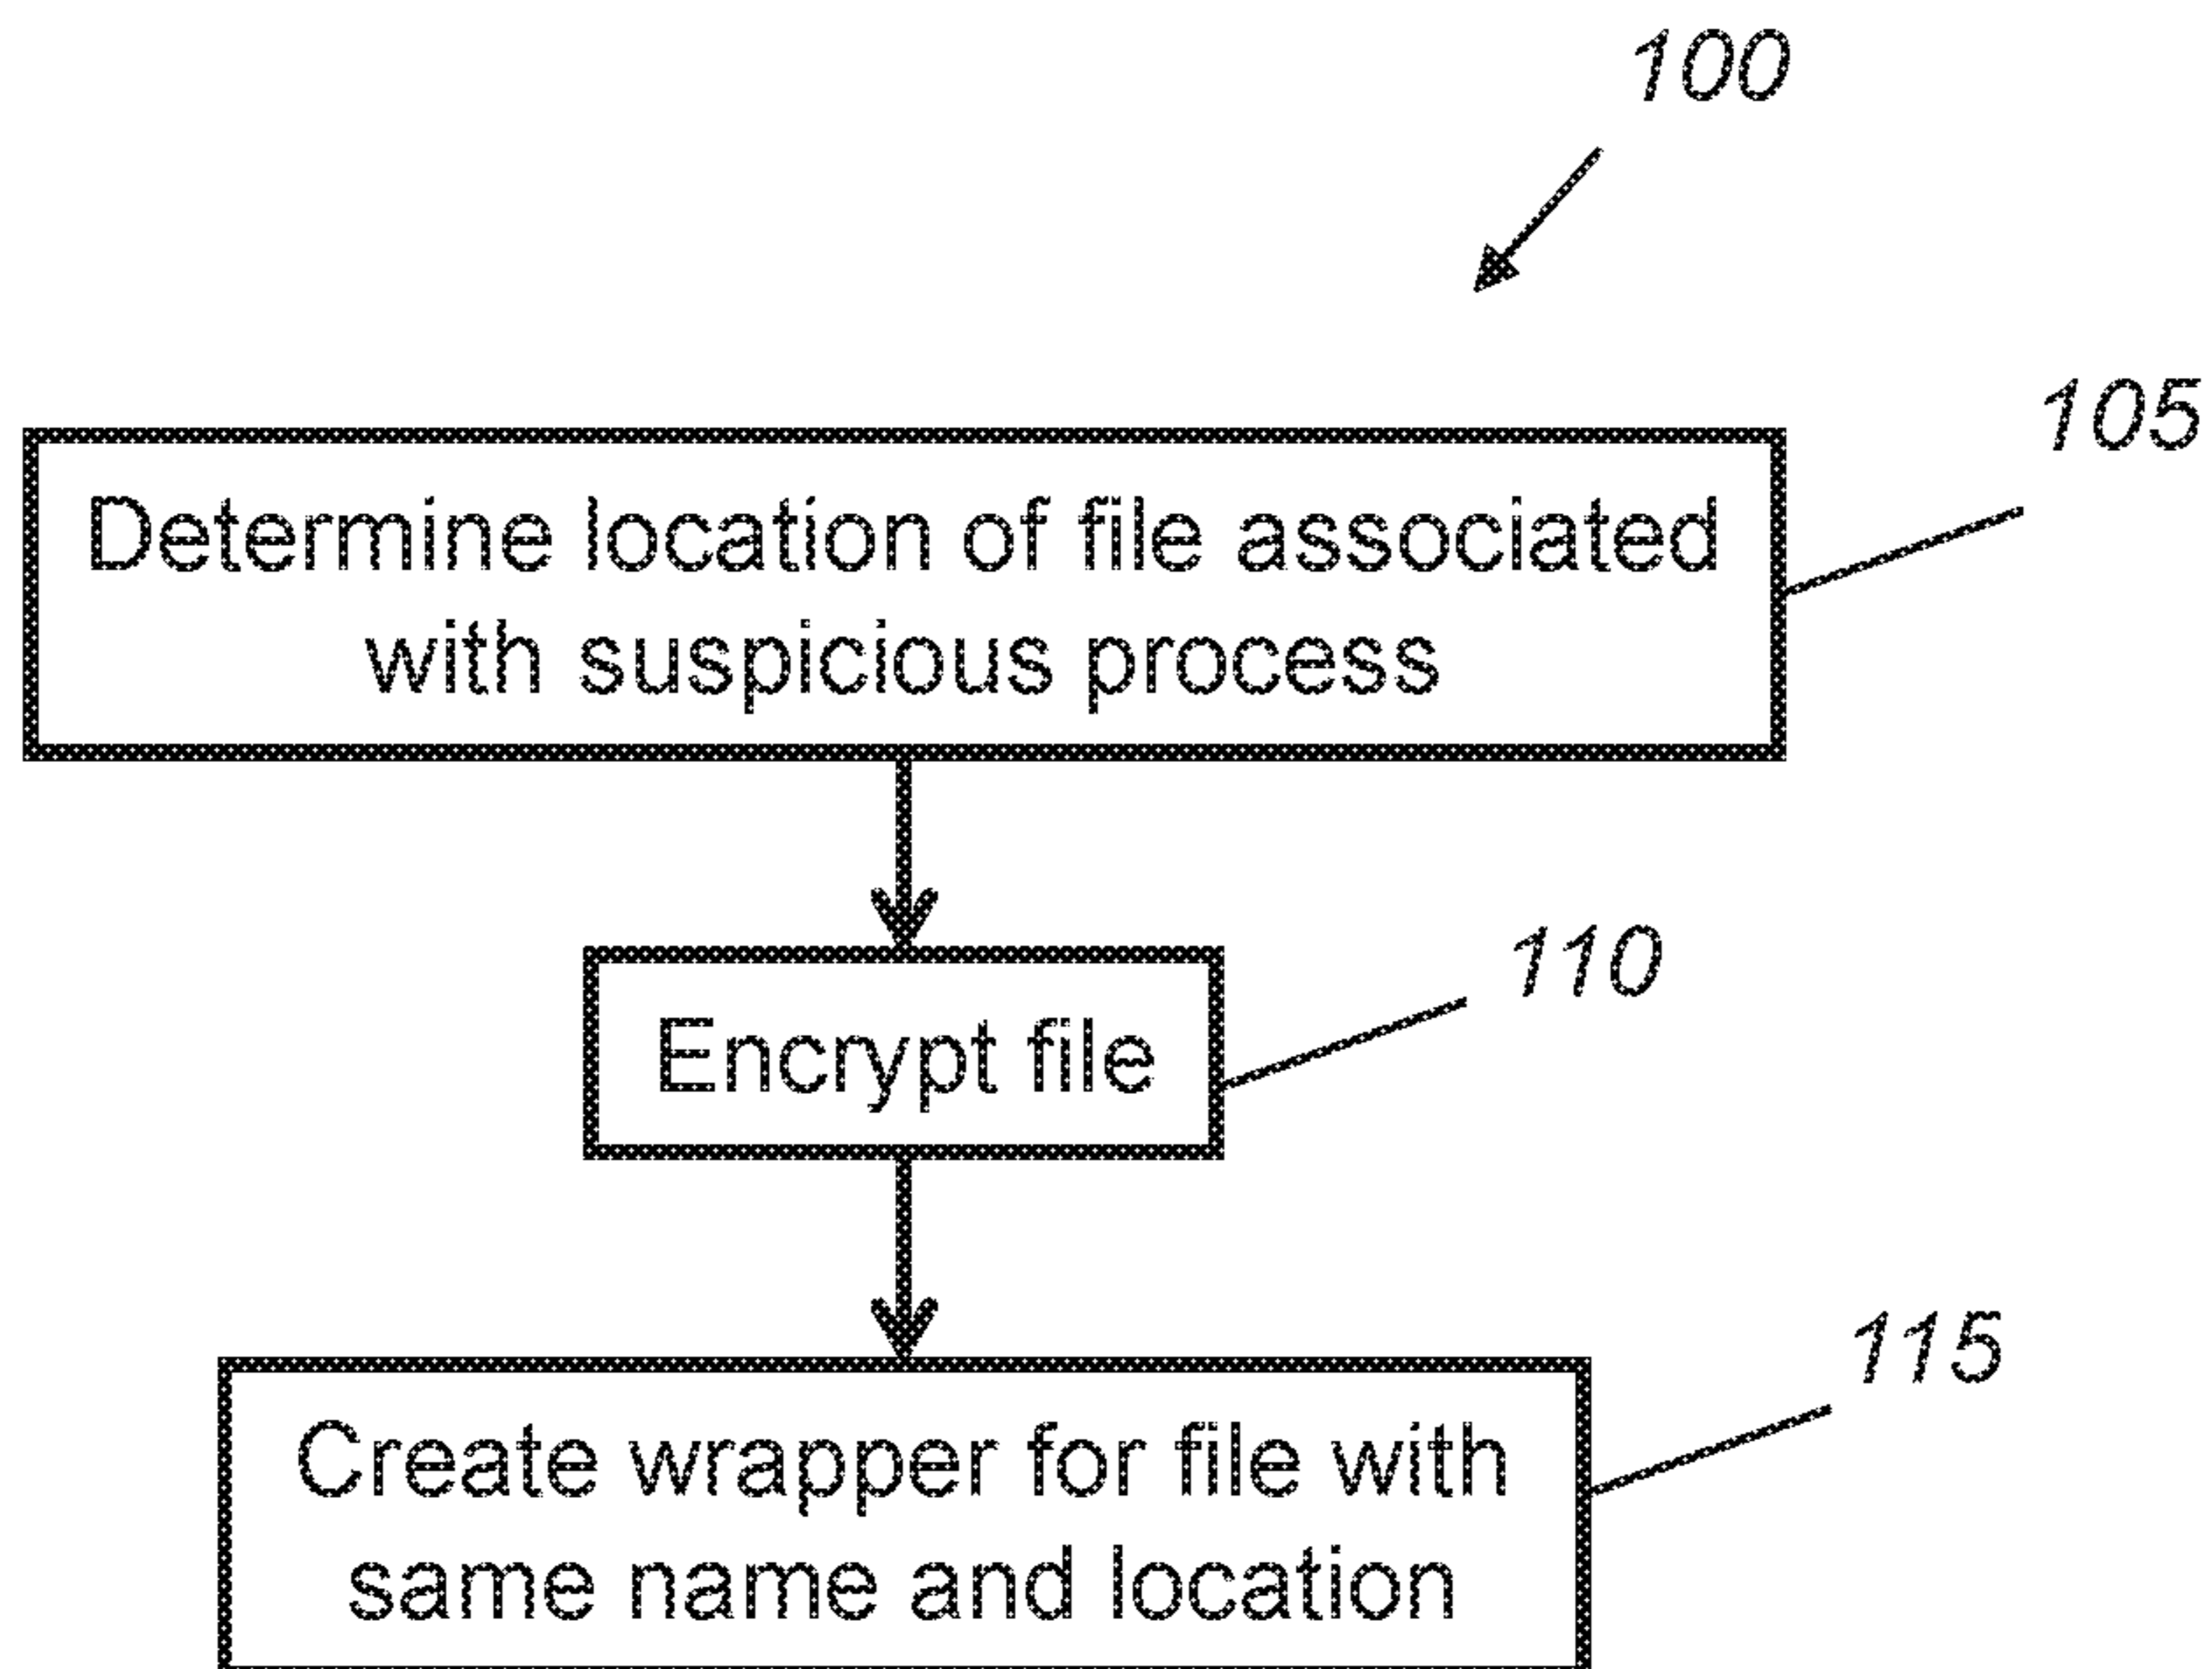 100
105
Determine location of file associated
with suspicious process
110
Encrypt file
115
Create wrapper for file with
same name and location